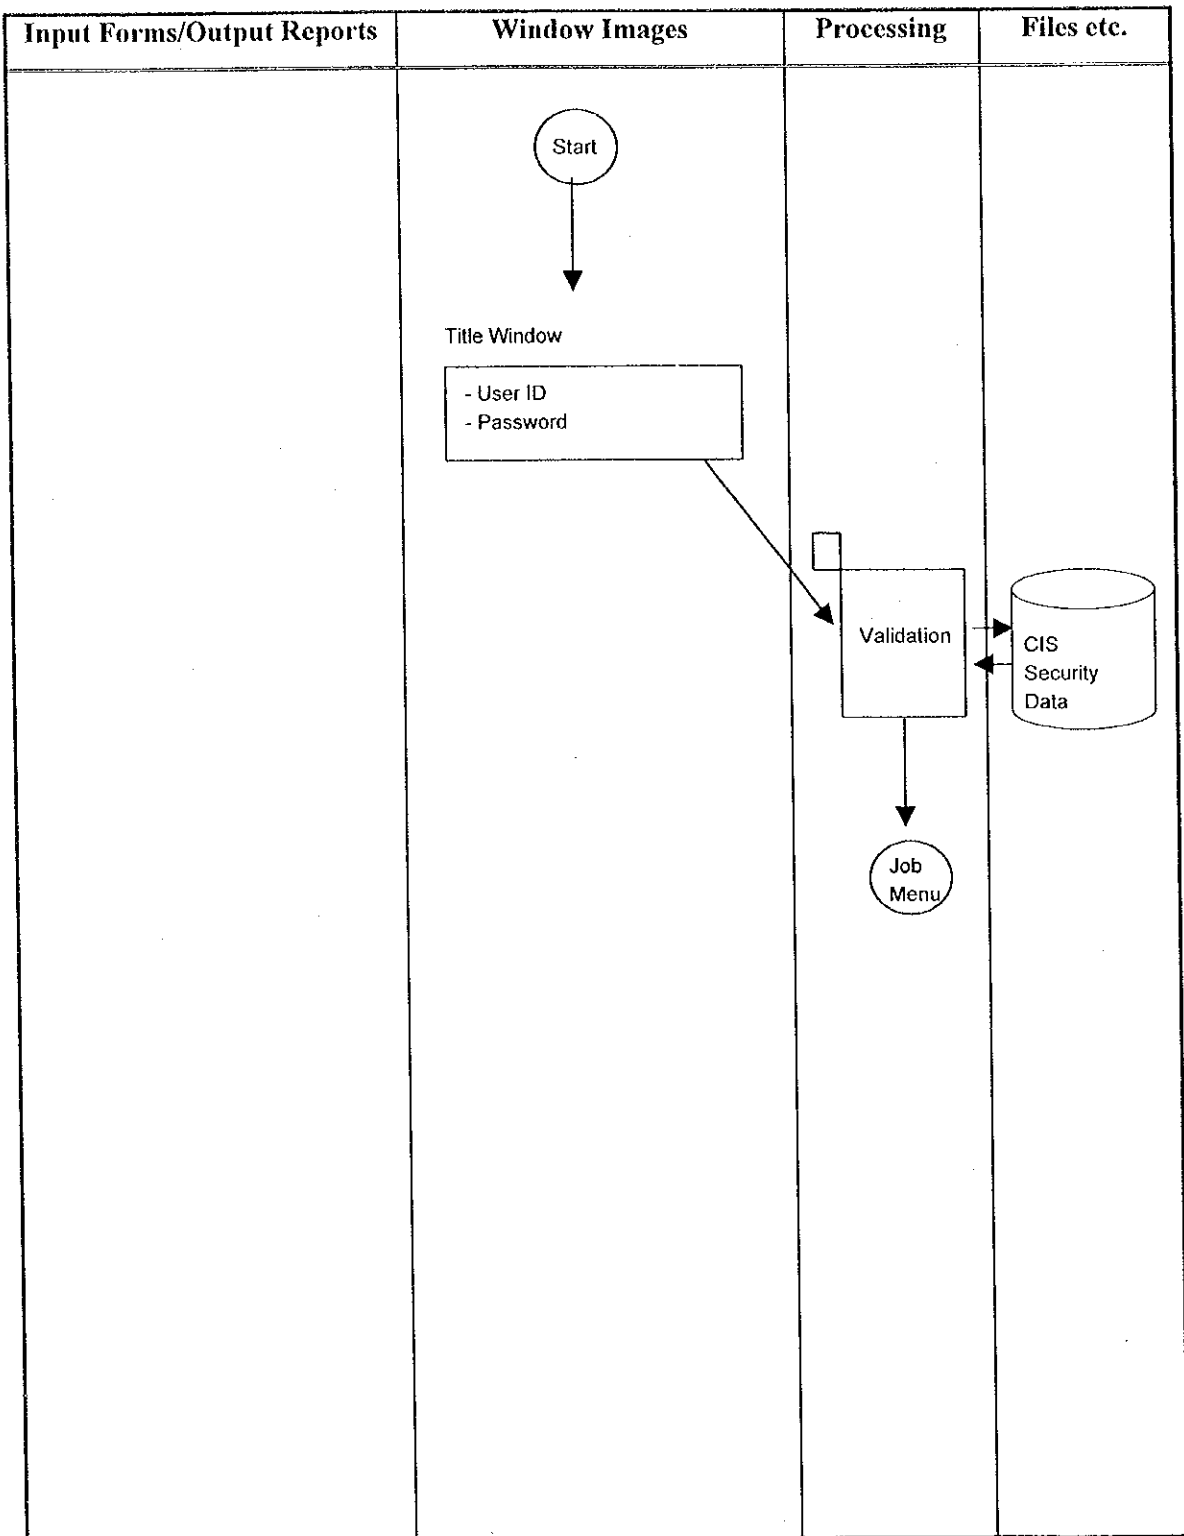 Input Forms/Output Reports
Window Images
Processing
Files etc.
Start
Title Window
- User ID
- Password
Validation
CIS
Security
Data
Job
Menu